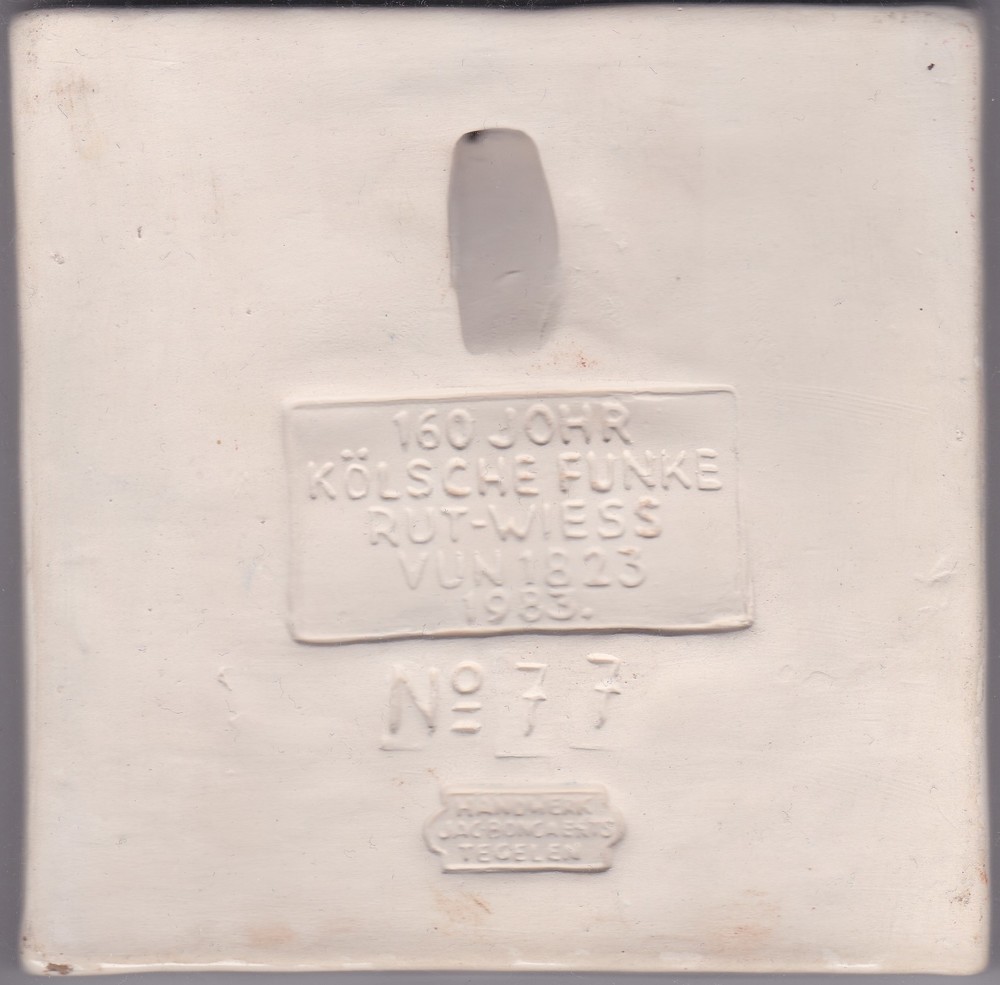 160 JOHR
KÖLSCHE FUNKE
RUT-WIESS
VUN 1823
1983.
Nº 77
HANDWERK
JAC BONGAERTS
TEGELEN